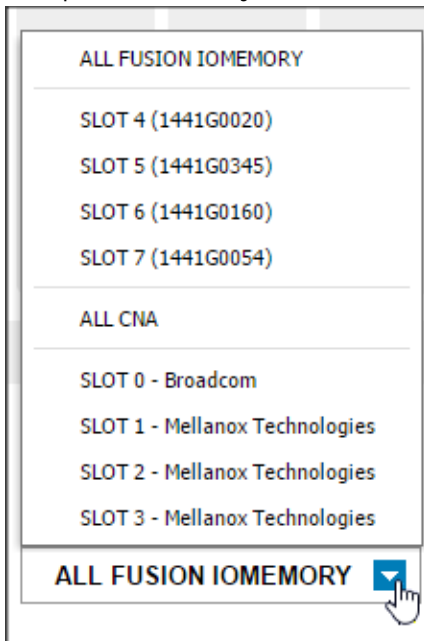 ALL FUSION IOMEMORY
SLOT 4 (1441G0020)
SLOT 5 (1441G0345)
SLOT 6 (1441G0160)
SLOT 7 (1441G0054)
ALL CNA
SLOT 0 - Broadcom
SLOT 1 - Mellanox Technologies
SLOT 2 - Mellanox Technologies
SLOT 3 - Mellanox Technologies
ALL FUSION IOMEMORY